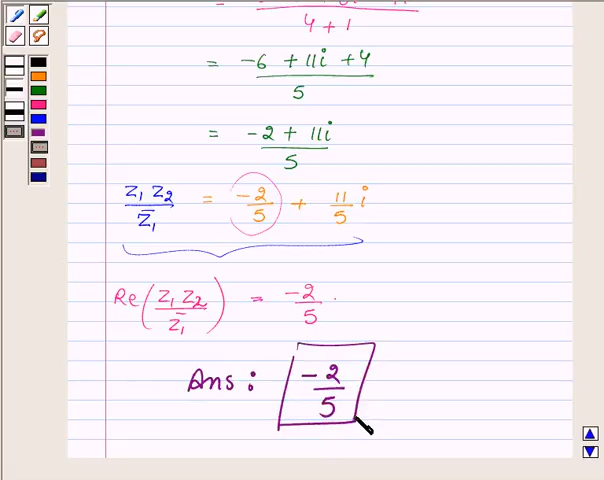 4 + 1
= -6 + 11i + 4 / 5
= -2 + 11i / 5
z₁ z₂ / z̄₁ = -2/5 + 11/5 i
Re(z₁ z₂ / z̄₁) = -2/5 .
Ans : -2/5